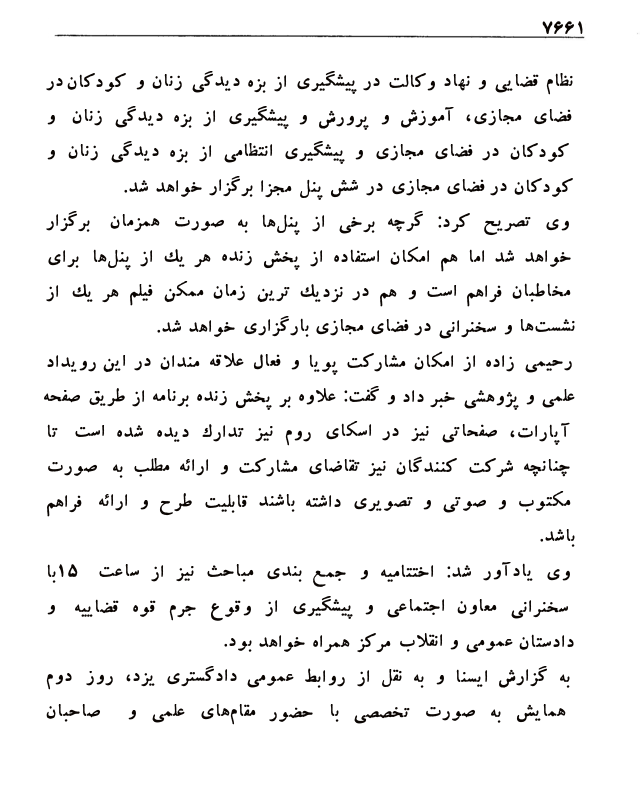 ۷۶۶۱
نظام قضایی و نهاد وکالت در پیشگیری از بزه دیدگی زنان و کودکان در
فضای مجازی، آموزش و پرورش و پیشگیری از بزه دیدگی زنان و
کودکان در فضای مجازی و پیشگیری انتظامی از بزه دیدگی زنان و
کودکان در فضای مجازی در شش پنل مجزا برگزار خواهد شد.
وی تصریح کرد: گرچه برخی از پنل‌ها به صورت همزمان برگزار
خواهد شد اما هم امکان استفاده از پخش زنده هر یك از پنل‌ها برای
مخاطبان فراهم است و هم در نزدیك ترین زمان ممکن فیلم هر یك از
نشست‌ها و سخنرانی در فضای مجازی بارگزاری خواهد شد.
رحیمی زاده از امکان مشارکت پویا و فعال علاقه مندان در این رویداد
علمی و پژوهشی خبر داد و گفت: علاوه بر پخش زنده برنامه از طریق صفحه
آپارات، صفحاتی نیز در اسکای روم نیز تدارك دیده شده است تا
چنانچه شرکت کنندگان نیز تقاضای مشارکت و ارائه مطلب به صورت
مکتوب و صوتی و تصویری داشته باشند قابلیت طرح و ارائه فراهم
باشد.
وی یادآور شد: اختتامیه و جمع بندی مباحث نیز از ساعت ۱۵با
سخنرانی معاون اجتماعی و پیشگیری از وقوع جرم قوه قضاییه و
دادستان عمومی و انقلاب مرکز همراه خواهد بود.
به گزارش ایسنا و به نقل از روابط عمومی دادگستری یزد، روز دوم
همایش به صورت تخصصی با حضور مقام‌های علمی و صاحبان